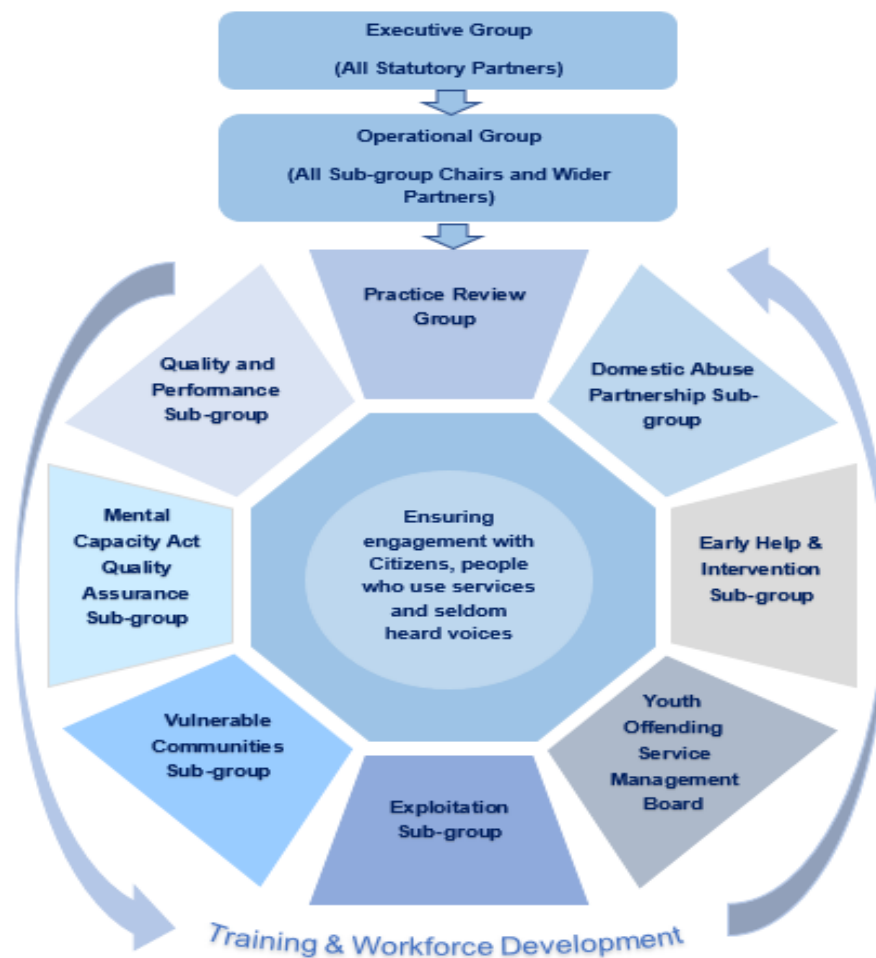 Executive Group
(All Statutory Partners)
Operational Group
(All Sub-group Chairs and Wider
Partners)
Practice Review
Group
Domestic Abuse
Partnership Sub-
group
Early Help &
Intervention
Sub-group
Youth
Offending
Service
Management
Board
Exploitation
Sub-group
Vulnerable
Communities
Sub-group
Mental
Capacity Act
Quality
Assurance
Sub-group
Quality and
Performance
Sub-group
Ensuring
engagement with
Citizens, people
who use services
and seldom
heard voices
Training & Workforce Development